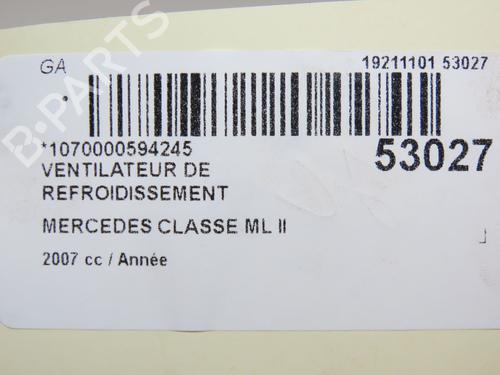 GA
19211101 53027
*1070000594245
53027
VENTILATEUR DE
REFROIDISSEMENT
MERCEDES CLASSE ML II
2007 cc / Année
B-PARTS